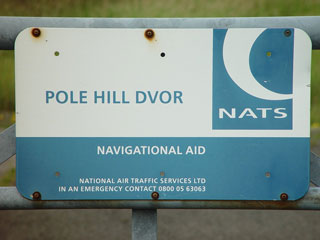 POLE HILL DVOR
NATS
NAVIGATIONAL AID
NATIONAL AIR TRAFFIC SERVICES LTD
IN AN EMERGENCY CONTACT 0800 05 63063